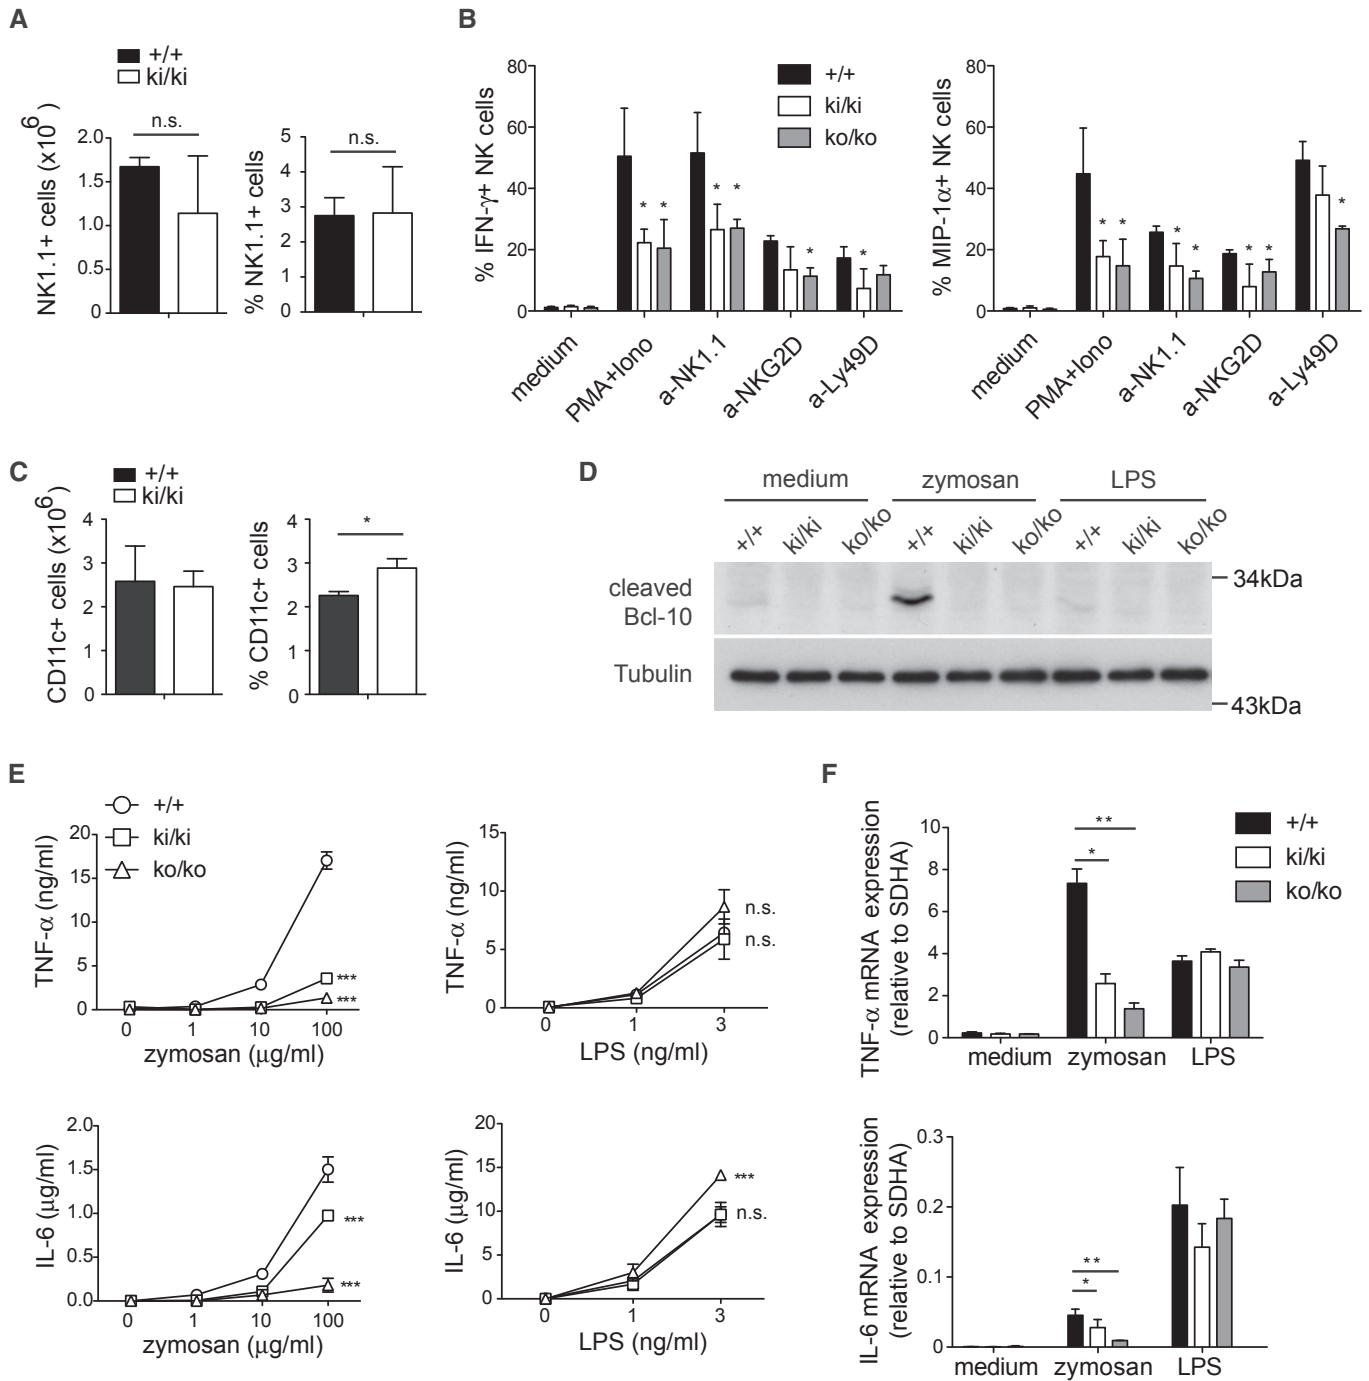 A
+/+
ki/ki
NK1.1+ cells (x10^6)
2.0
1.5
1.0
0.5
0
n.s.
% NK1.1+ cells
5
4
3
2
1
0
n.s.
B
% IFN-γ+ NK cells
80
60
40
20
0
+/+
ki/ki
ko/ko
* *
* *
*
*
medium
PMA+Iono
a-NK1.1
a-NKG2D
a-Ly49D
% MIP-1α+ NK cells
80
60
40
20
0
* *
* *
* *
*
medium
PMA+Iono
a-NK1.1
a-NKG2D
a-Ly49D
C
+/+
ki/ki
CD11c+ cells (x10^6)
4
3
2
1
0
% CD11c+ cells
4
3
2
1
0
*
D
medium zymosan LPS
+/+ ki/ki ko/ko +/+ ki/ki ko/ko +/+ ki/ki ko/ko
cleaved
Bcl-10
34kDa
Tubulin
43kDa
E
+/+
ki/ki
ko/ko
TNF-α (ng/ml)
20
15
10
5
0
***
***
0 1 10 100
zymosan (μg/ml)
TNF-α (ng/ml)
15
10
5
0
n.s.
n.s.
0 1 3
LPS (ng/ml)
IL-6 (μg/ml)
2.0
1.5
1.0
0.5
0.0
***
***
0 1 10 100
zymosan (μg/ml)
IL-6 (μg/ml)
20
15
10
5
0
***
n.s.
0 1 3
LPS (ng/ml)
F
TNF-α mRNA expression
(relative to SDHA)
10
8
6
4
2
0
**
*
+/+
ki/ki
ko/ko
medium zymosan LPS
IL-6 mRNA expression
(relative to SDHA)
0.3
0.2
0.1
0
**
*
medium zymosan LPS